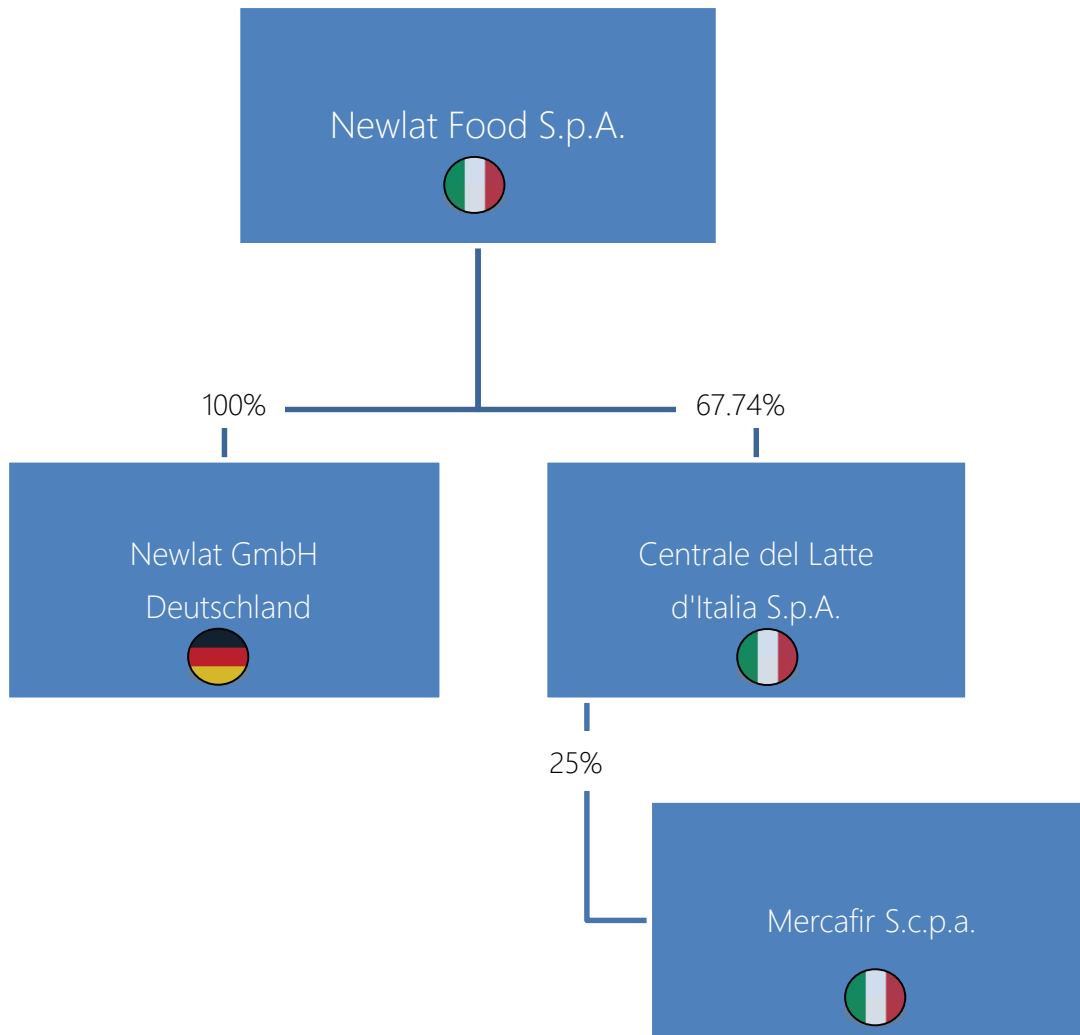 Newlat Food S.p.A.
100%
67.74%
Newlat GmbH
Deutschland
Centrale del Latte
d'Italia S.p.A.
25%
Mercafir S.c.p.a.